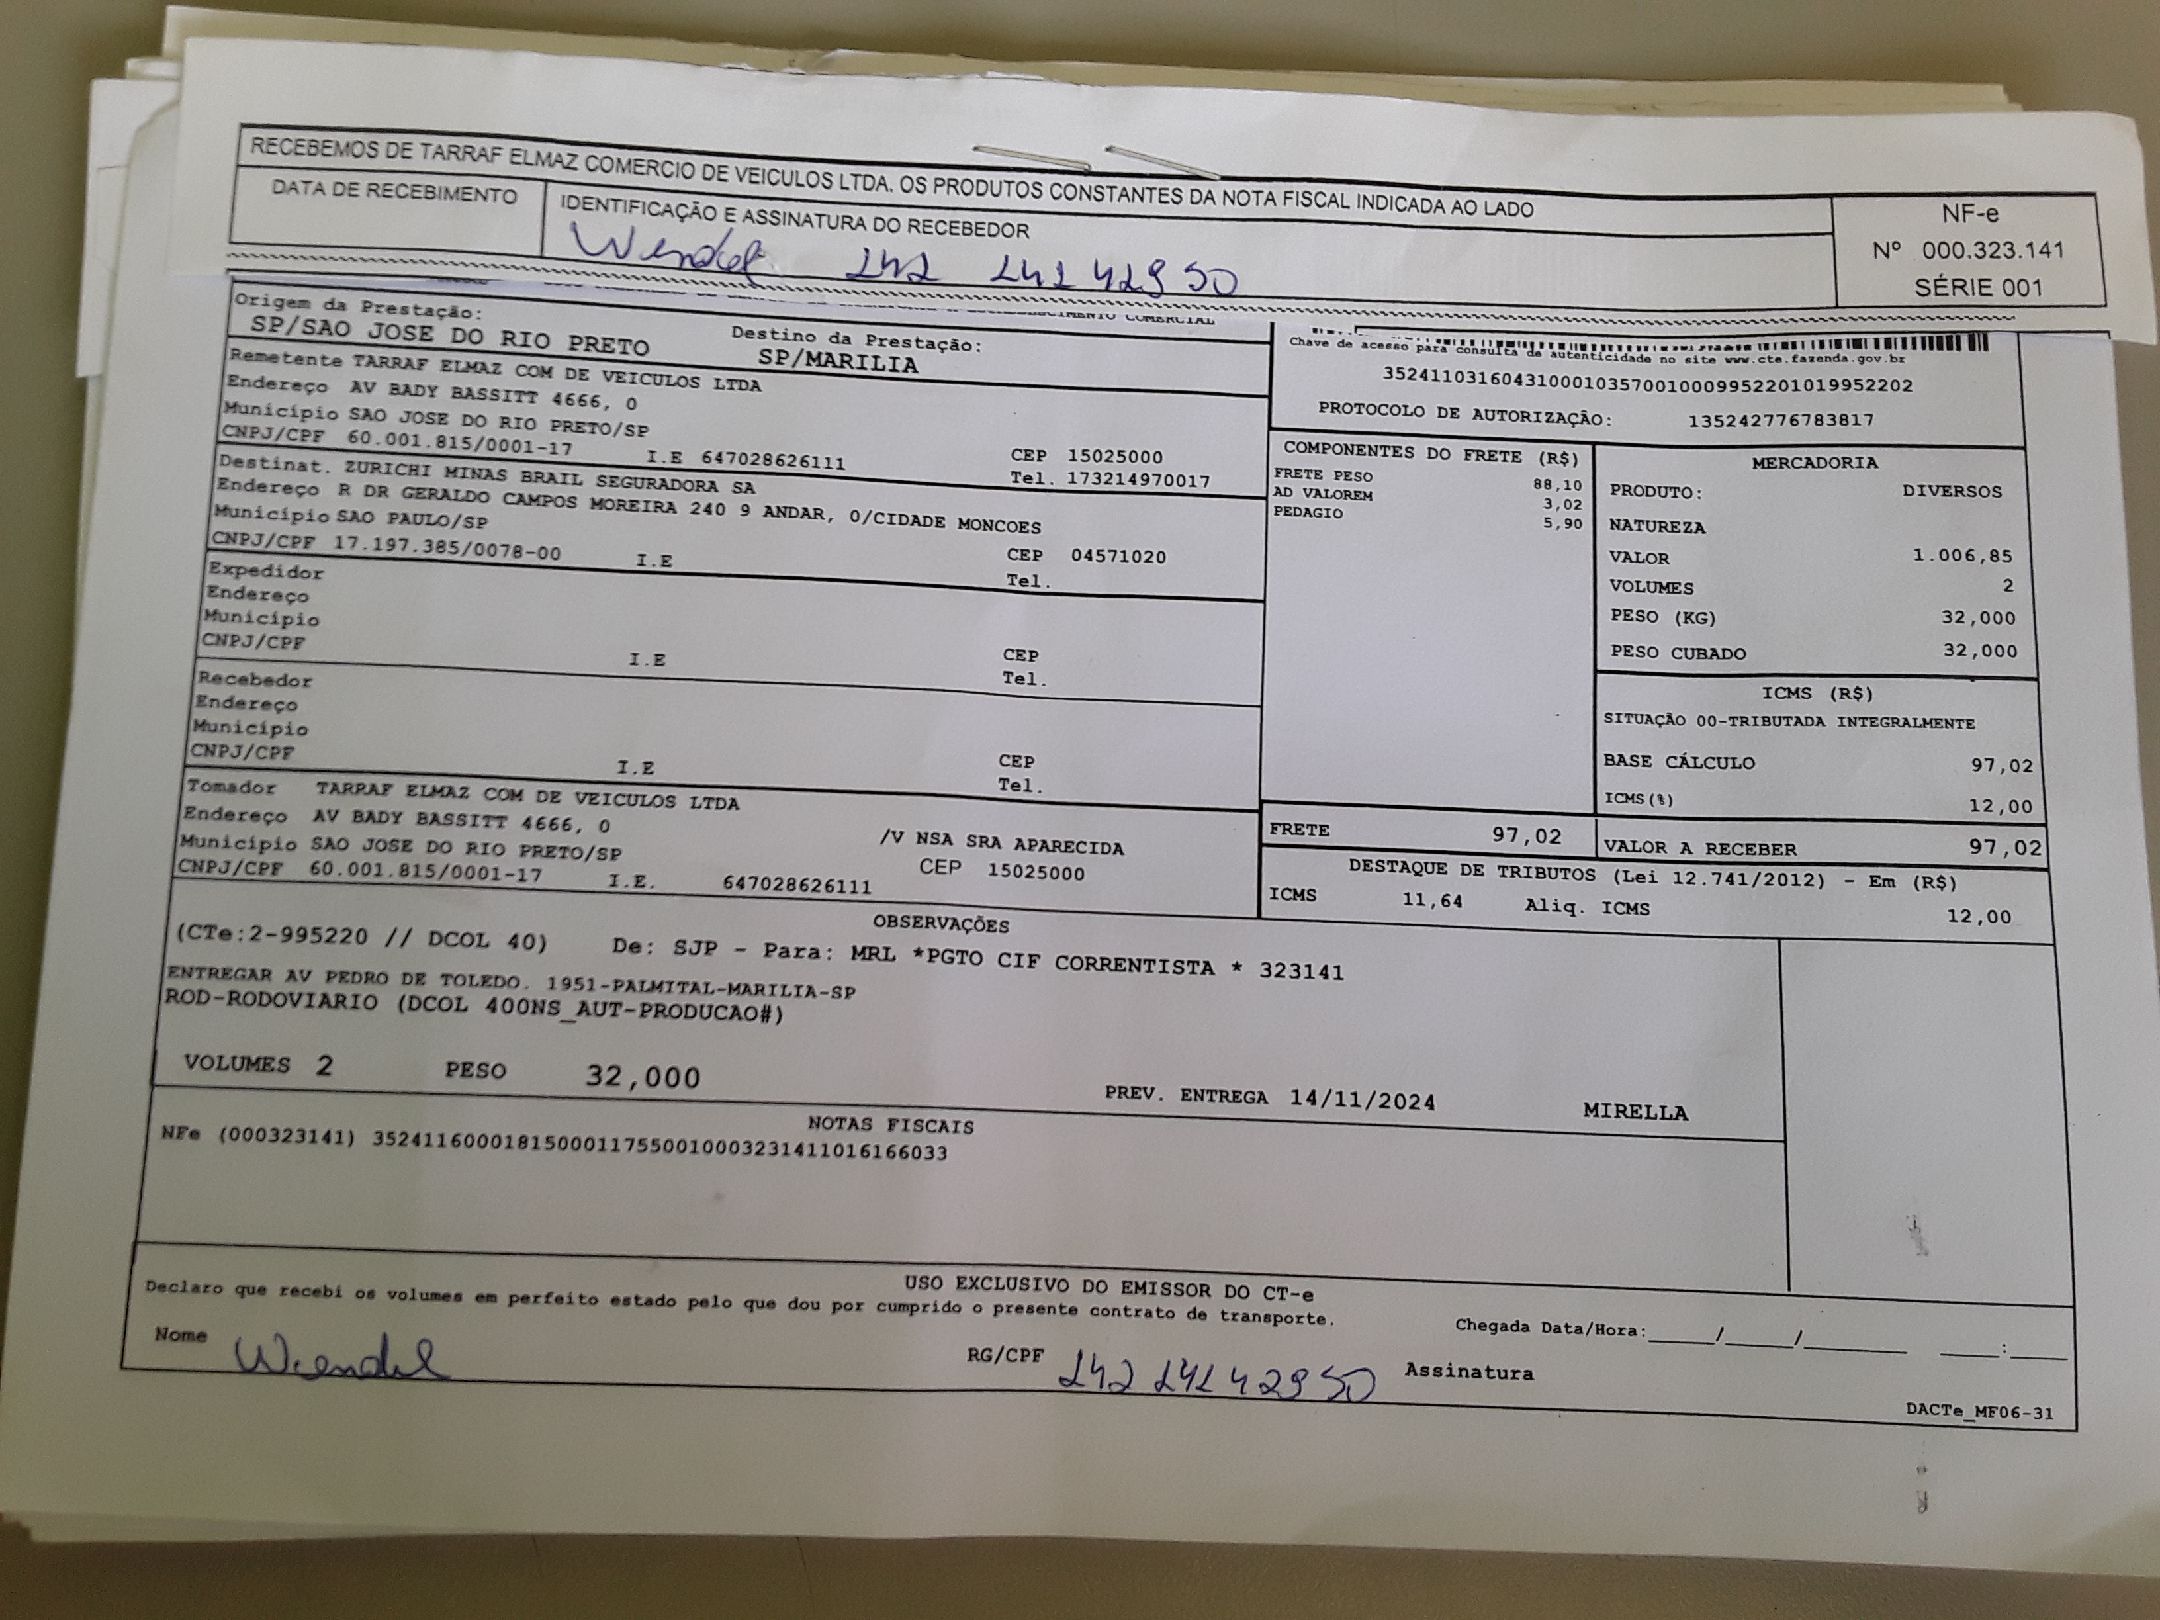 RECEBEMOS DE TARRAF ELMAZ COMERCIO DE VEICULOS LTDA. OS PRODUTOS CONSTANTES DA NOTA FISCAL INDICADA AO LADO
DATA DE RECEBIMENTO
IDENTIFICAÇÃO E ASSINATURA DO RECEBEDOR
Wendel
NF-e
Nº 000.323.141
SÉRIE 001
Origem da Prestação:
SP/SAO JOSE DO RIO PRETO
Destino da Prestação:
SP/MARILIA
Remetente TARRAF ELMAZ COM DE VEICULOS LTDA
Endereço AV BADY BASSITT 4666, 0
Município SAO JOSE DO RIO PRETO/SP
CNPJ/CPF 60.001.815/0001-17 I.E 647028626111
CEP 15025000
Tel. 173214970017
Destinat. ZURICHI MINAS BRAIL SEGURADORA SA
Endereço R DR GERALDO CAMPOS MOREIRA 240 9 ANDAR, 0/CIDADE MONCOES
Município SAO PAULO/SP
CNPJ/CPF 17.197.385/0078-00 I.E
CEP 04571020
Tel.
Expedidor
Endereço
Município
CNPJ/CPF
I.E
CEP
Tel.
Recebedor
Endereço
Município
CNPJ/CPF
I.E
CEP
Tel.
Tomador TARRAF ELMAZ COM DE VEICULOS LTDA
Endereço AV BADY BASSITT 4666, 0 /V NSA SRA APARECIDA
Município SAO JOSE DO RIO PRETO/SP CEP 15025000
CNPJ/CPF 60.001.815/0001-17 I.E. 647028626111
Chave de acesso para consulta de autenticidade no site www.cte.fazenda.gov.br
35241103160431000103570010009952201019952202
PROTOCOLO DE AUTORIZAÇÃO: 135242776783817
COMPONENTES DO FRETE (R$)
FRETE PESO 88,10
AD VALOREM 3,02
PEDAGIO 5,90
MERCADORIA
PRODUTO: DIVERSOS
NATUREZA
VALOR 1.006,85
VOLUMES 2
PESO (KG) 32,000
PESO CUBADO 32,000
ICMS (R$)
SITUAÇÃO 00-TRIBUTADA INTEGRALMENTE
BASE CÁLCULO 97,02
ICMS(%) 12,00
FRETE 97,02
VALOR A RECEBER 97,02
DESTAQUE DE TRIBUTOS (Lei 12.741/2012) - Em (R$)
ICMS 11,64 Aliq. ICMS 12,00
OBSERVAÇÕES
(CTe:2-995220 // DCOL 40) De: SJP - Para: MRL *PGTO CIF CORRENTISTA * 323141
ENTREGAR AV PEDRO DE TOLEDO. 1951-PALMITAL-MARILIA-SP
ROD-RODOVIARIO (DCOL 400NS_AUT-PRODUCAO#)
VOLUMES 2 PESO 32,000 PREV. ENTREGA 14/11/2024 MIRELLA
NOTAS FISCAIS
NFe (000323141) 35241160001815000117550010003231411016166033
USO EXCLUSIVO DO EMISSOR DO CT-e
Declaro que recebi os volumes em perfeito estado pelo que dou por cumprido o presente contrato de transporte.
Chegada Data/Hora:_____/_____/_______ ____:____
Nome Wendel RG/CPF Assinatura
DACTe_MF06-31